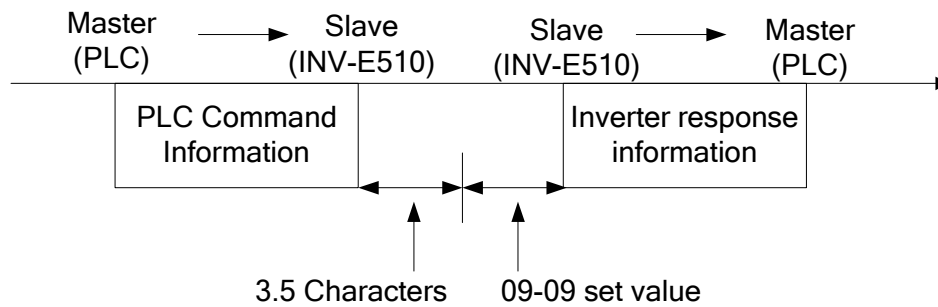 Master
(PLC)
Slave
(INV-E510)
Slave
(INV-E510)
Master
(PLC)
PLC Command
Information
Inverter response
information
3.5 Characters
09-09 set value